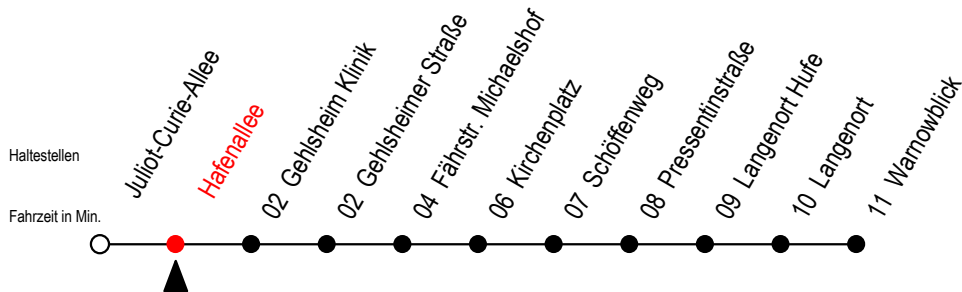 Haltestellen
Fahrzeit in Min.
Juliot-Curie-Allee
Hafenallee
02 Gehlsheim Klinik
02 Gehlsheimer Straße
04 Fährstr. Michaelshof
06 Kirchenplatz
07 Schöffenweg
08 Pressentinstraße
09 Langenort Hufe
10 Langenort
11 Warnowblick